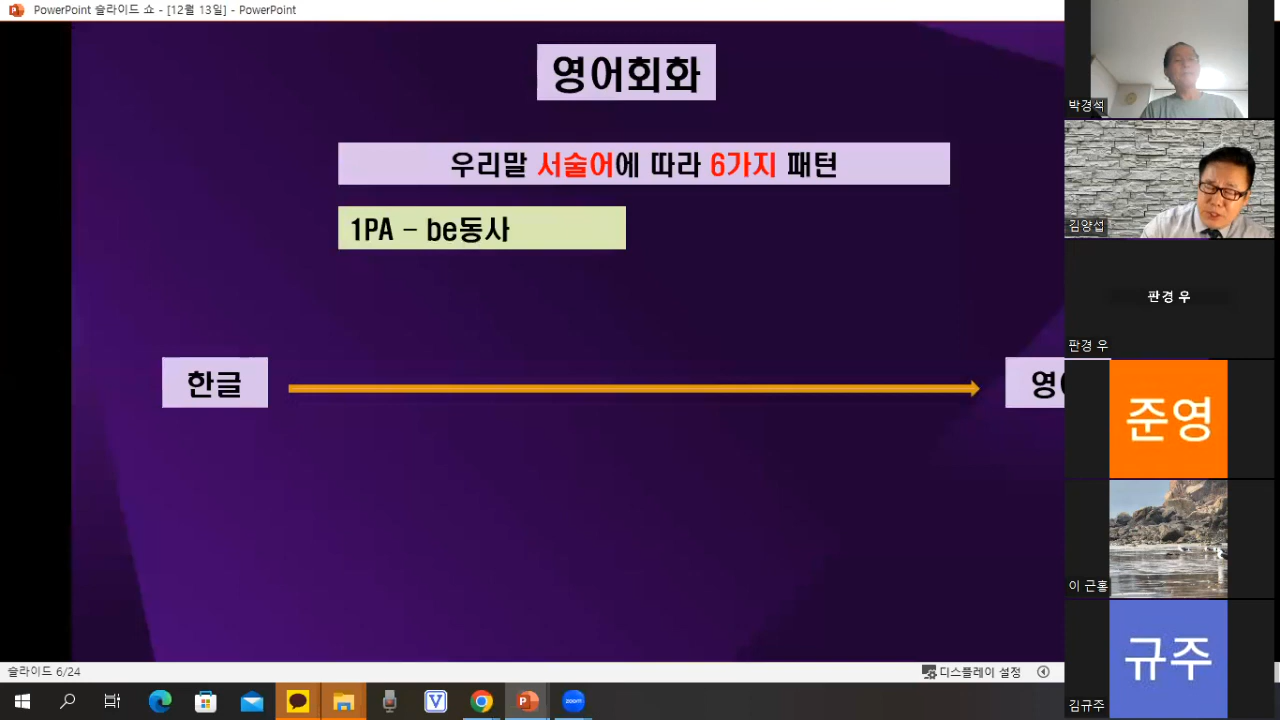 PowerPoint 슬라이드 쇼 - [12월 13일] - PowerPoint
영어회화
우리말 서술어에 따라 6가지 패턴
1PA – be동사
한글
박경석
김양섭
판경 우
판경 우
준영
이 근홍
규주
김규주
슬라이드 6/24
디스플레이 설정
zoom